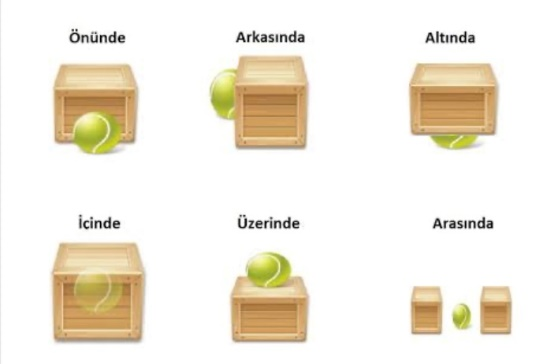 Önünde
Arkasında
Altında
İçinde
Üzerinde
Arasında